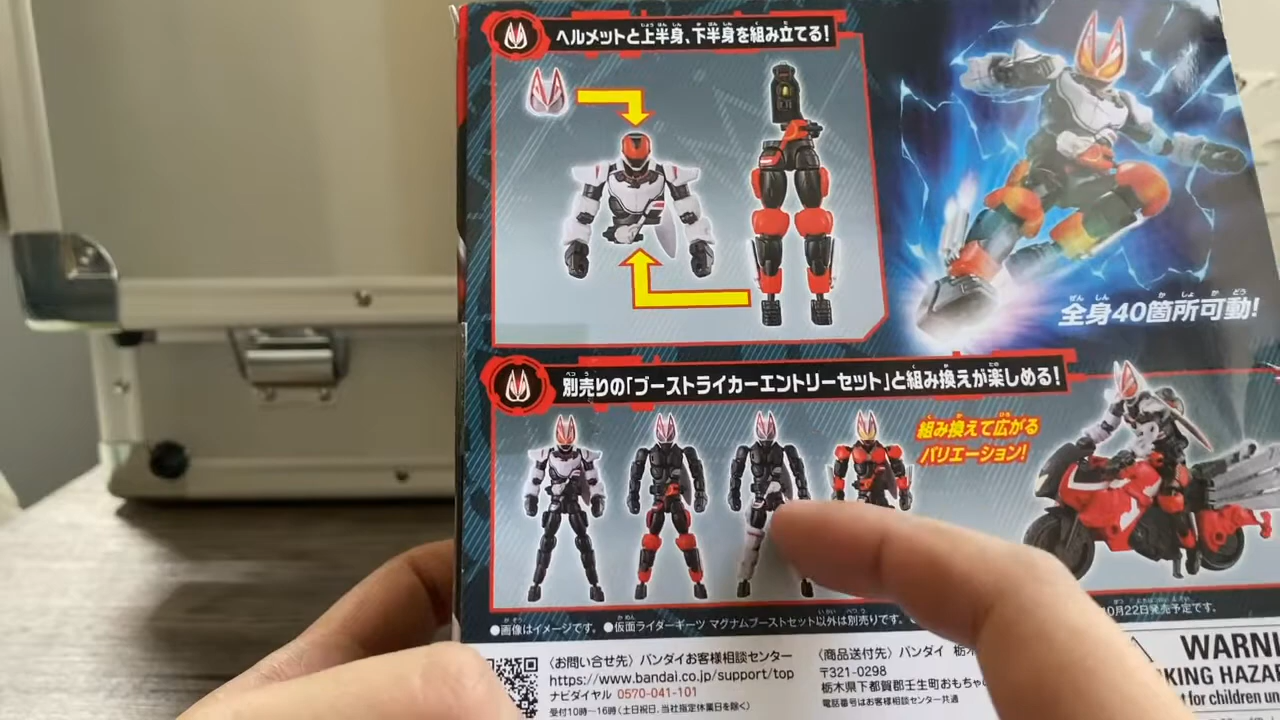 ヘルメットと上半身、下半身を組み立てる!
全身40箇所可動!
別売りの「ブーストライカーエントリーセット」と組み換えが楽しめる!
組み換えて広がる
バリエーション!
●画像はイメージです。●仮面ライダーギーツ マグナムブーストセット以外は別売りです。
10月22日発売予定です。
〈お問い合せ先〉バンダイお客様相談センター
https://www.bandai.co.jp/support/top
ナビダイヤル 0570-041-101
受付10時〜16時(土日祝日、当社指定休業日を除く)
〈商品送付先〉バンダイ 栃木
〒321-0298
栃木県下都賀郡壬生町おもちゃの
電話番号はお客様相談センター共通
WARNI
KING HAZAR
t for children un